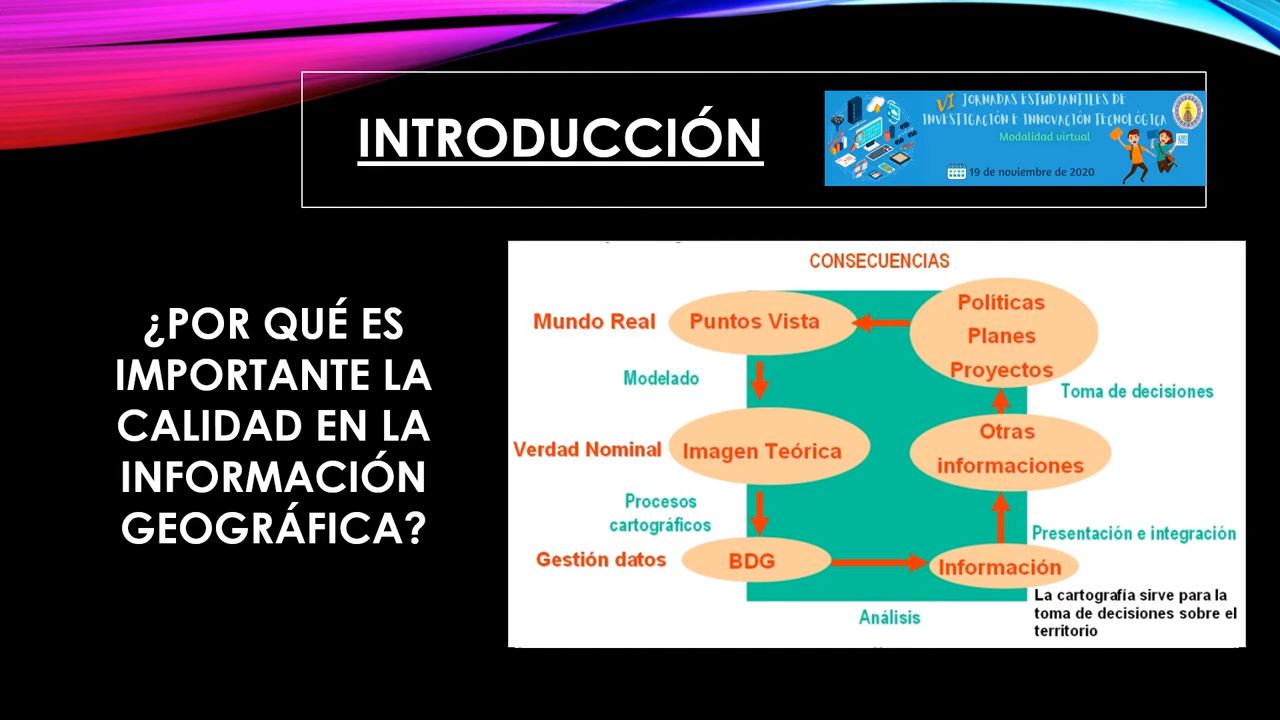 INTRODUCCIÓN
VI JORNADAS ESTUDIANTILES DE
INVESTIGACIÓN E INNOVACIÓN TECNOLÓGICA
Modalidad virtual
19 de noviembre de 2020
¿POR QUÉ ES
IMPORTANTE LA
CALIDAD EN LA
INFORMACIÓN
GEOGRÁFICA?
CONSECUENCIAS
Mundo Real
Puntos Vista
Políticas
Planes
Proyectos
Modelado
Toma de decisiones
Verdad Nominal
Imagen Teórica
Otras
informaciones
Procesos
cartográficos
Presentación e integración
Gestión datos
BDG
Información
Análisis
La cartografía sirve para la
toma de decisiones sobre el
territorio